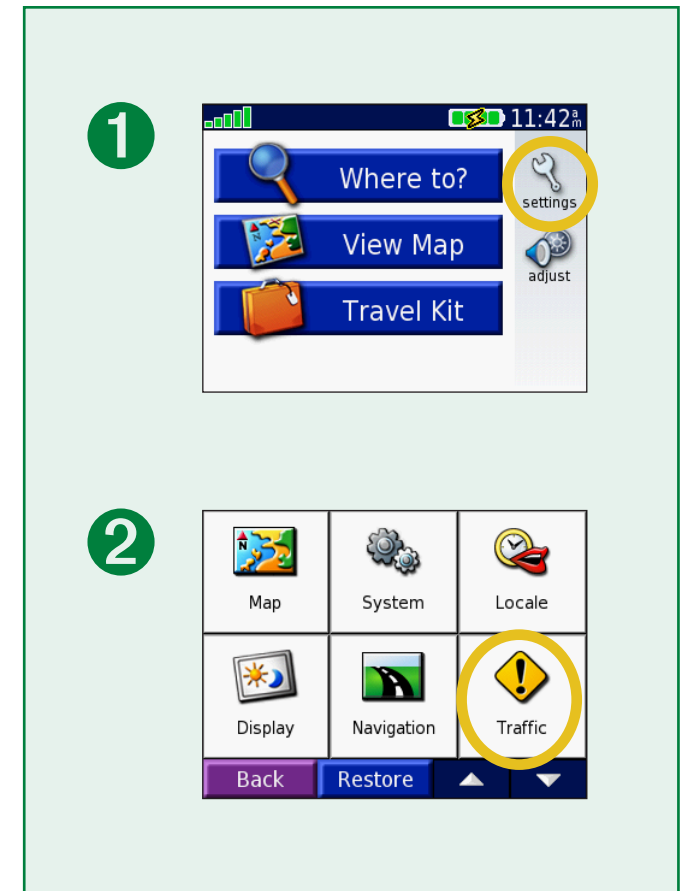 1
11:42am
Where to?
settings
View Map
adjust
Travel Kit
2
N
Map
System
Locale
Display
Navigation
Traffic
Back
Restore